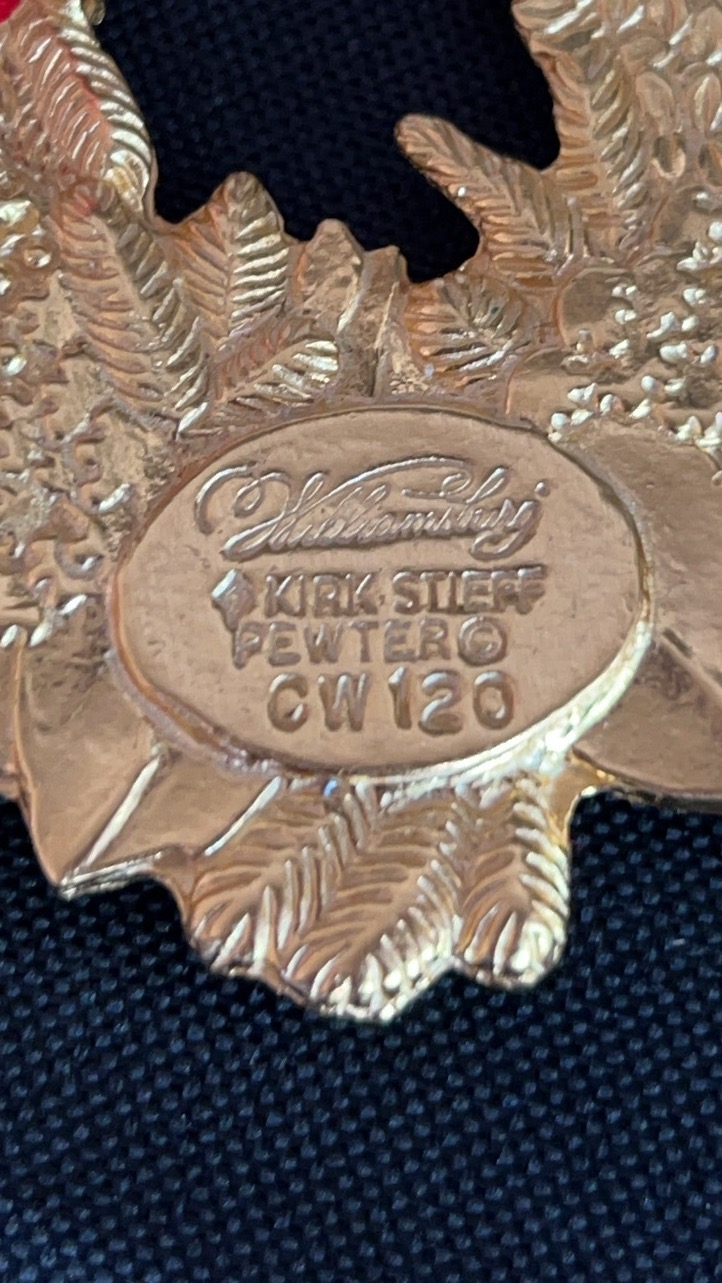 Williamsburg
KIRK STIEFF
PEWTER ©
CW 120